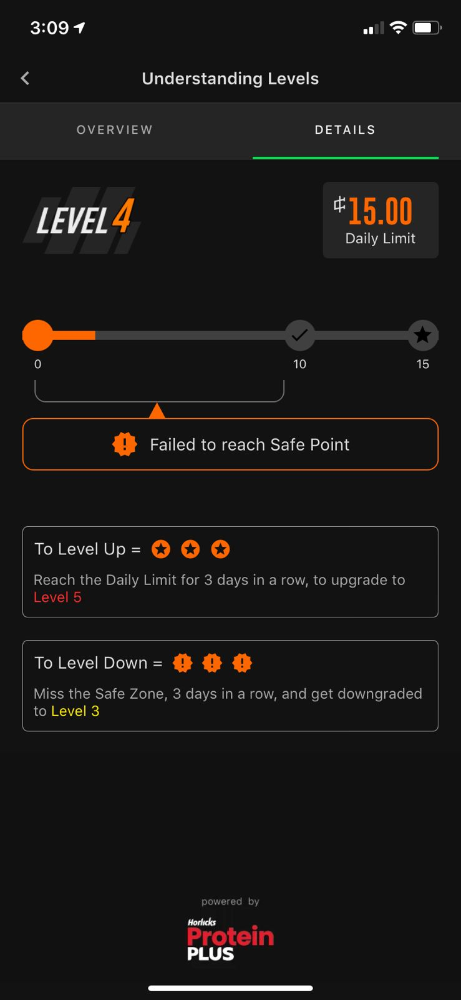 3:09
Understanding Levels
OVERVIEW
DETAILS
LEVEL 4
₵15.00
Daily Limit
0
10
15
Failed to reach Safe Point
To Level Up =
Reach the Daily Limit for 3 days in a row, to upgrade to
Level 5
To Level Down =
Miss the Safe Zone, 3 days in a row, and get downgraded
to Level 3
powered by
Horlicks
Protein
PLUS